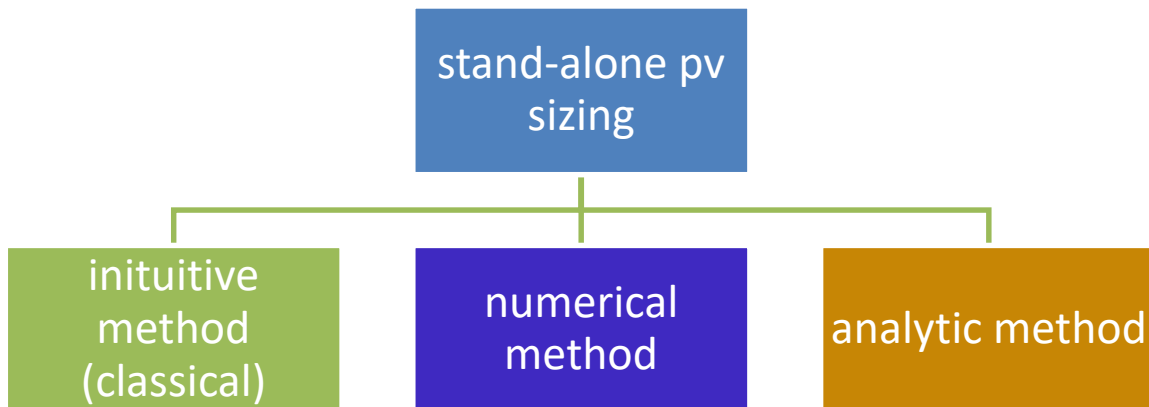 stand-alone pv
sizing
inituitive
method
(classical)
numerical
method
analytic method